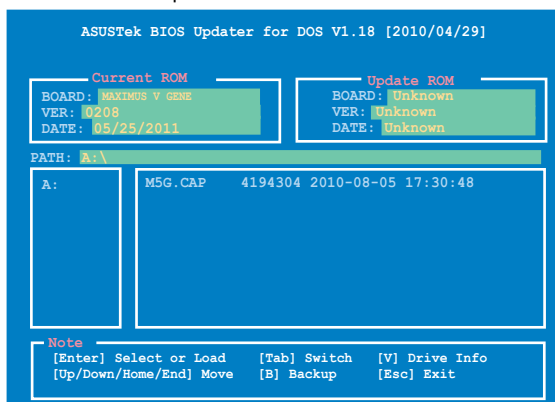 ASUSTek BIOS Updater for DOS V1.18 [2010/04/29]
Current ROM
BOARD: MAXIMUS V GENE
VER: 0208
DATE: 05/25/2011
Update ROM
BOARD: Unknown
VER: Unknown
DATE: Unknown
PATH: A:\
A:
M5G.CAP 4194304 2010-08-05 17:30:48
Note
[Enter] Select or Load [Tab] Switch [V] Drive Info
[Up/Down/Home/End] Move [B] Backup [Esc] Exit